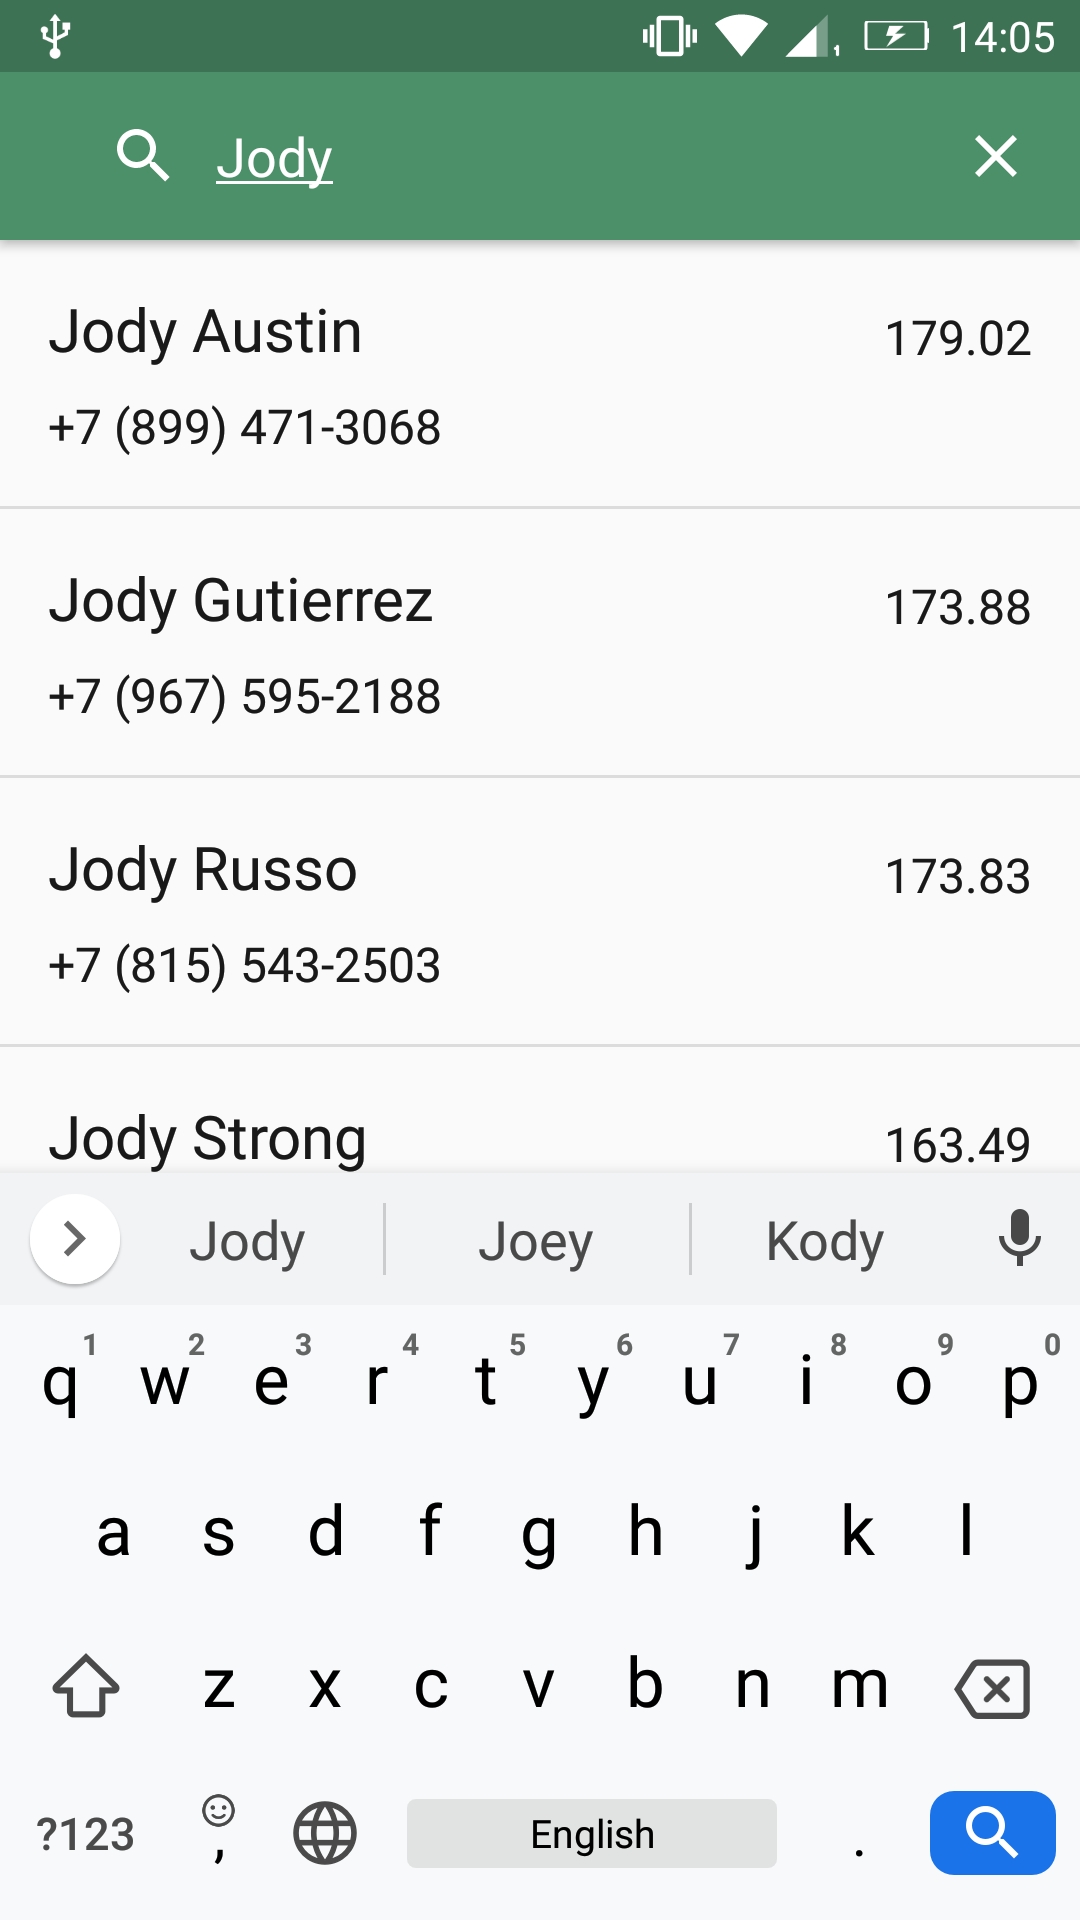 14:05
Jody
Jody Austin
179.02
+7 (899) 471-3068
Jody Gutierrez
173.88
+7 (967) 595-2188
Jody Russo
173.83
+7 (815) 543-2503
Jody Strong
163.49
Jody Joey Kody
1 2 3 4 5 6 7 8 9 0
q w e r t y u i o p
a s d f g h j k l
z x c v b n m
?123 , English .